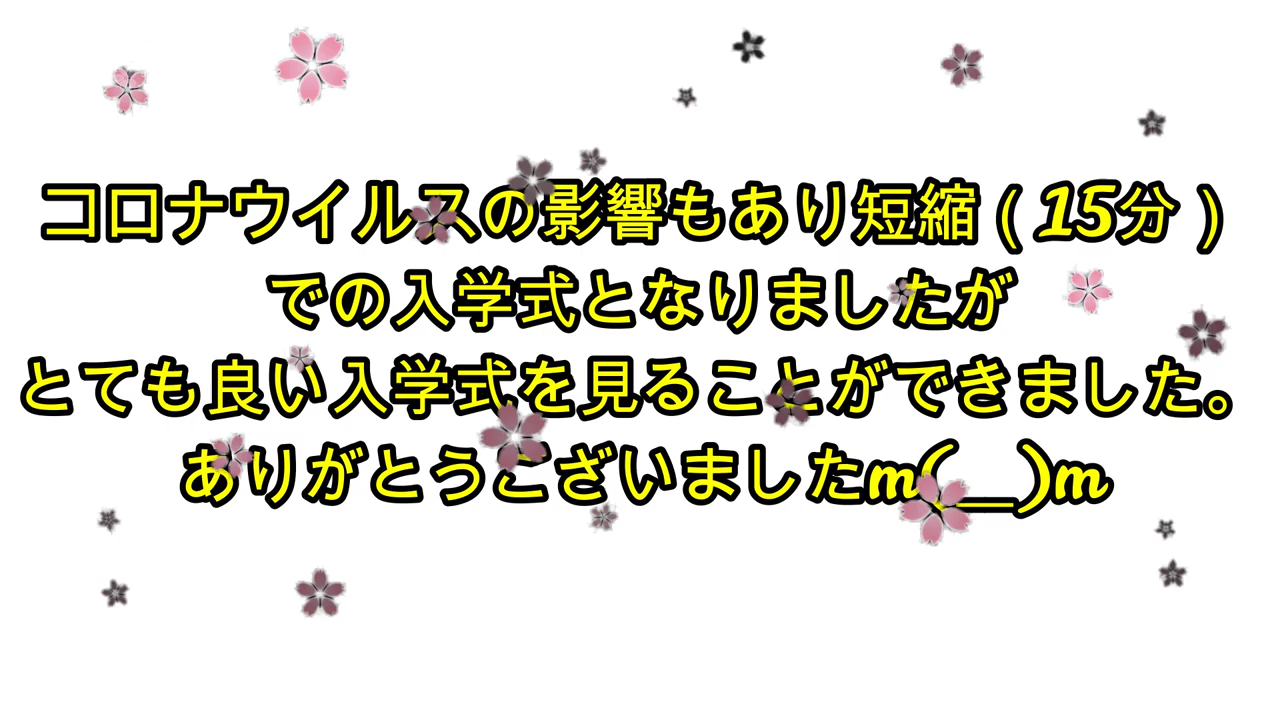 コロナウイルスの影響もあり短縮（15分）
での入学式となりましたが
とても良い入学式を見ることができました。
ありがとうございましたm(__)m